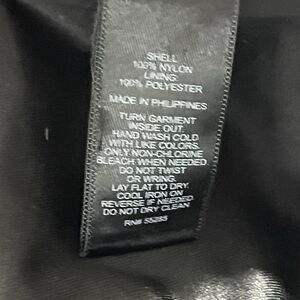 SHELL
100% NYLON
LINING
100% POLYESTER
MADE IN PHILIPPINES
TURN GARMENT
INSIDE OUT.
HAND WASH COLD
WITH LIKE COLORS.
ONLY NON-CHLORINE
BLEACH WHEN NEEDED.
DO NOT TWIST
OR WRING.
LAY FLAT TO DRY.
COOL IRON ON
REVERSE IF NEEDED.
DO NOT DRY CLEAN
RN# 55285